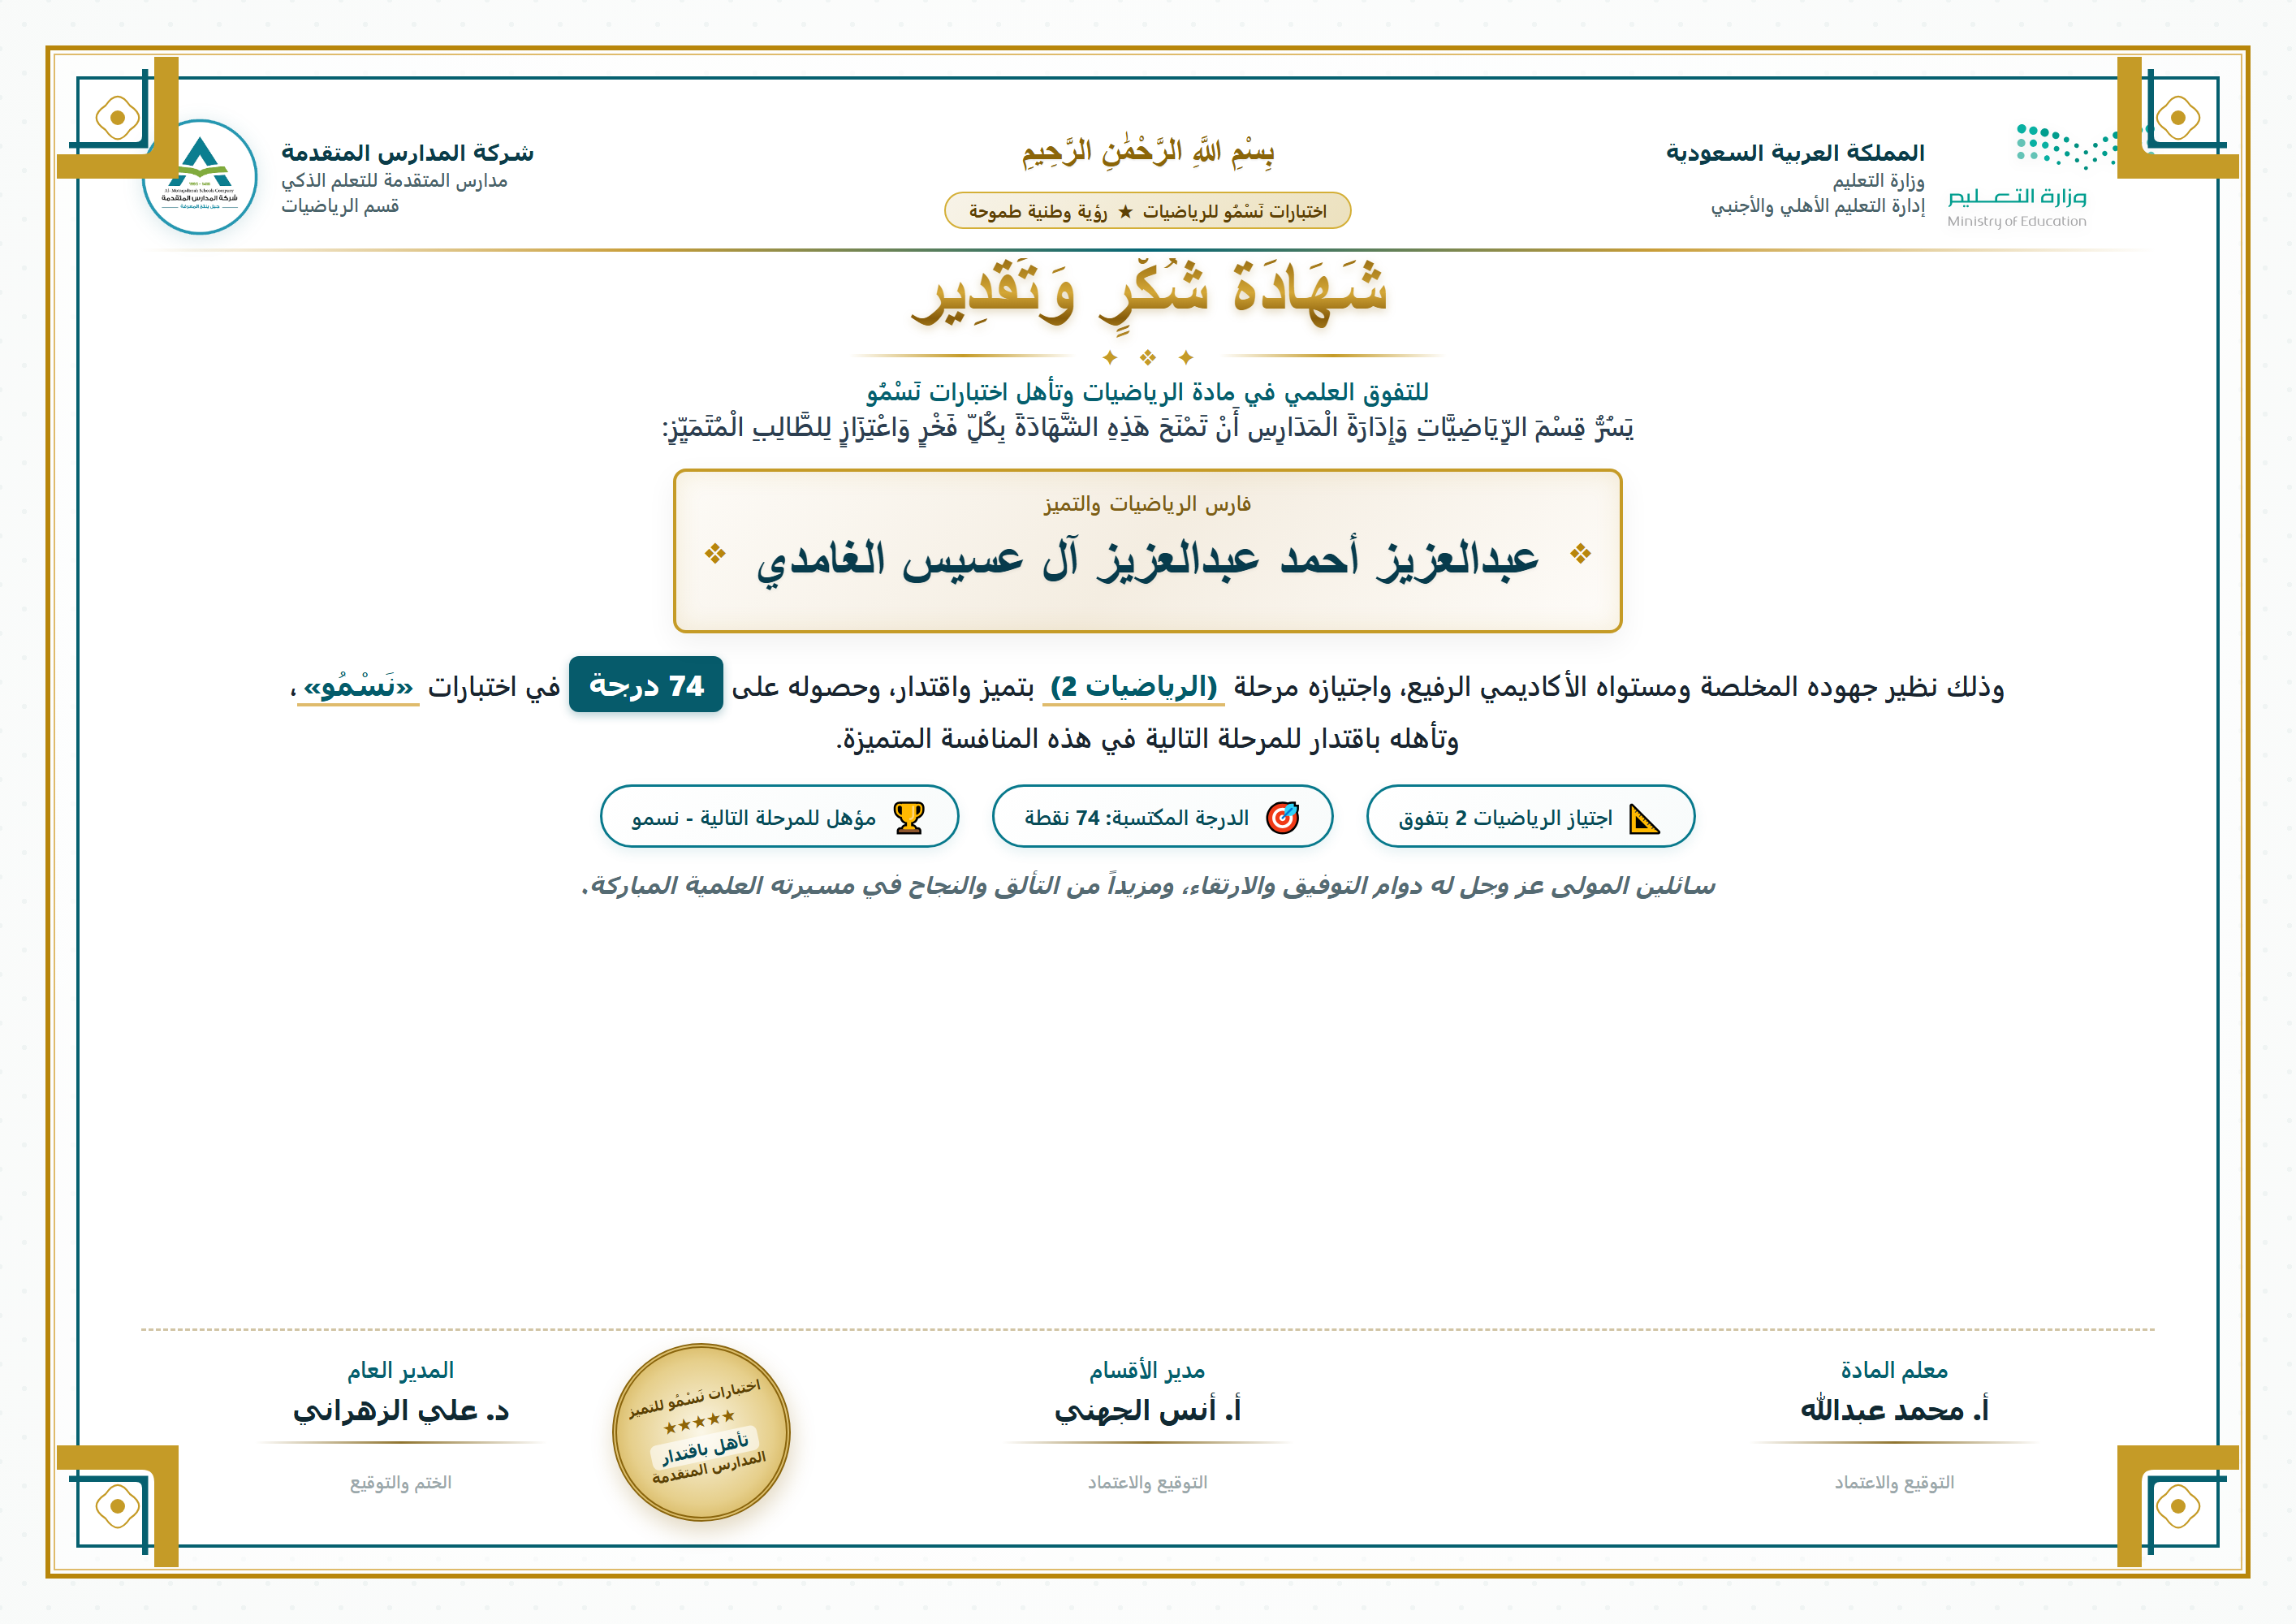 المملكة العربية السعودية
وزارة التعليم
إدارة التعليم الأهلي والأجنبي
وزارة التعـــليم
Ministry of Education
بِسْمِ اللَّهِ الرَّحْمَٰنِ الرَّحِيمِ
اختبارات نَسْمُو للرياضيات ★ رؤية وطنية طموحة
شركة المدارس المتقدمة
مدارس المتقدمة للتعلم الذكي
قسم الرياضيات
شركة المدارس المتقدمة
شَهَادَةُ شُكْرٍ وَتَقْدِير
للتفوق العلمي في مادة الرياضيات وتأهل اختبارات نَسْمُو
يَسُرُّ قِسْمَ الرِّيَاضِيَّاتِ وَإِدَارَةَ الْمَدَارِسِ أَنْ تَمْنَحَ هَذِهِ الشَّهَادَةَ بِكُلِّ فَخْرٍ وَاعْتِزَازٍ لِلطَّالِبِ الْمُتَمَيِّزِ:
فارس الرياضيات والتميز
عبدالعزيز أحمد عبدالعزيز آل عسيس الغامدي
وذلك نظير جهوده المخلصة ومستواه الأكاديمي الرفيع، واجتيازه مرحلة (الرياضيات 2) بتميز واقتدار، وحصوله على 74 درجة في اختبارات «نَسْمُو»،
وتأهله باقتدار للمرحلة التالية في هذه المنافسة المتميزة.
📐 اجتياز الرياضيات 2 بتفوق
🎯 الدرجة المكتسبة: 74 نقطة
🏆 مؤهل للمرحلة التالية - نسمو
سائلين المولى عز وجل له دوام التوفيق والارتقاء، ومزيداً من التألق والنجاح في مسيرته العلمية المباركة.
معلم المادة
أ. محمد عبدالله
التوقيع والاعتماد
مدير الأقسام
أ. أنس الجهني
التوقيع والاعتماد
اختبارات نَسْمُو للتميز
★★★★★
تأهل باقتدار
المدارس المتقدمة
المدير العام
د. علي الزهراني
الختم والتوقيع